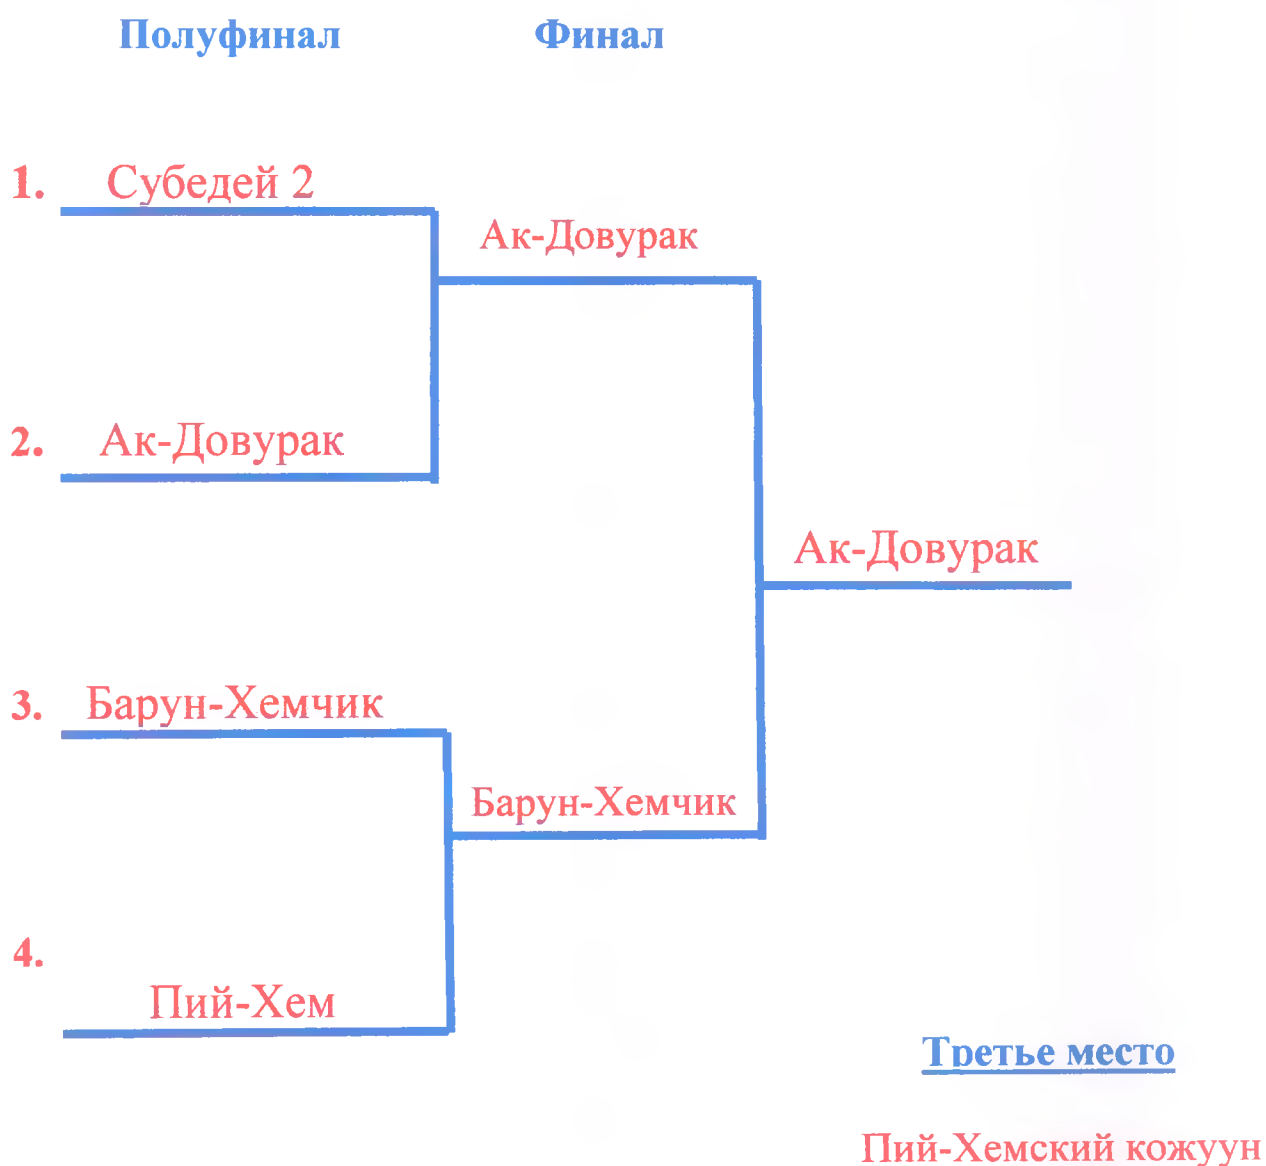 Полуфинал Финал
1. Субедей 2
Ак-Довурак
2. Ак-Довурак
Ак-Довурак
3. Барун-Хемчик
Барун-Хемчик
4.
Пий-Хем
Третье место
Пий-Хемский кожуун